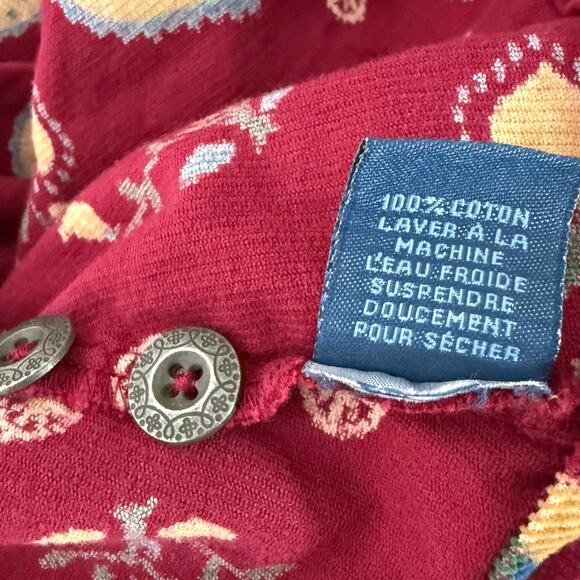 100% COTON
LAVER À LA
MACHINE
L'EAU FROIDE
SUSPENDRE
DOUCEMENT
POUR SÉCHER